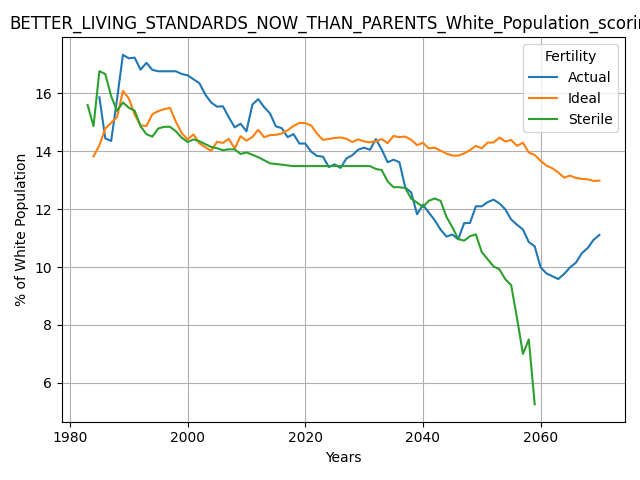 BETTER_LIVING_STANDARDS_NOW_THAN_PARENTS_White_Population_scorin
% of White Population
16
14
12
10
8
6
1980
2000
2020
2040
2060
Years
Fertility
Actual
Ideal
Sterile